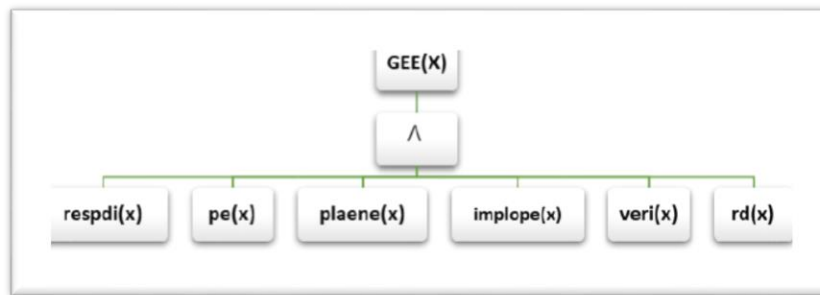 GEE(X)
Λ
respdi(x) pe(x) plaene(x) implope(x) veri(x) rd(x)